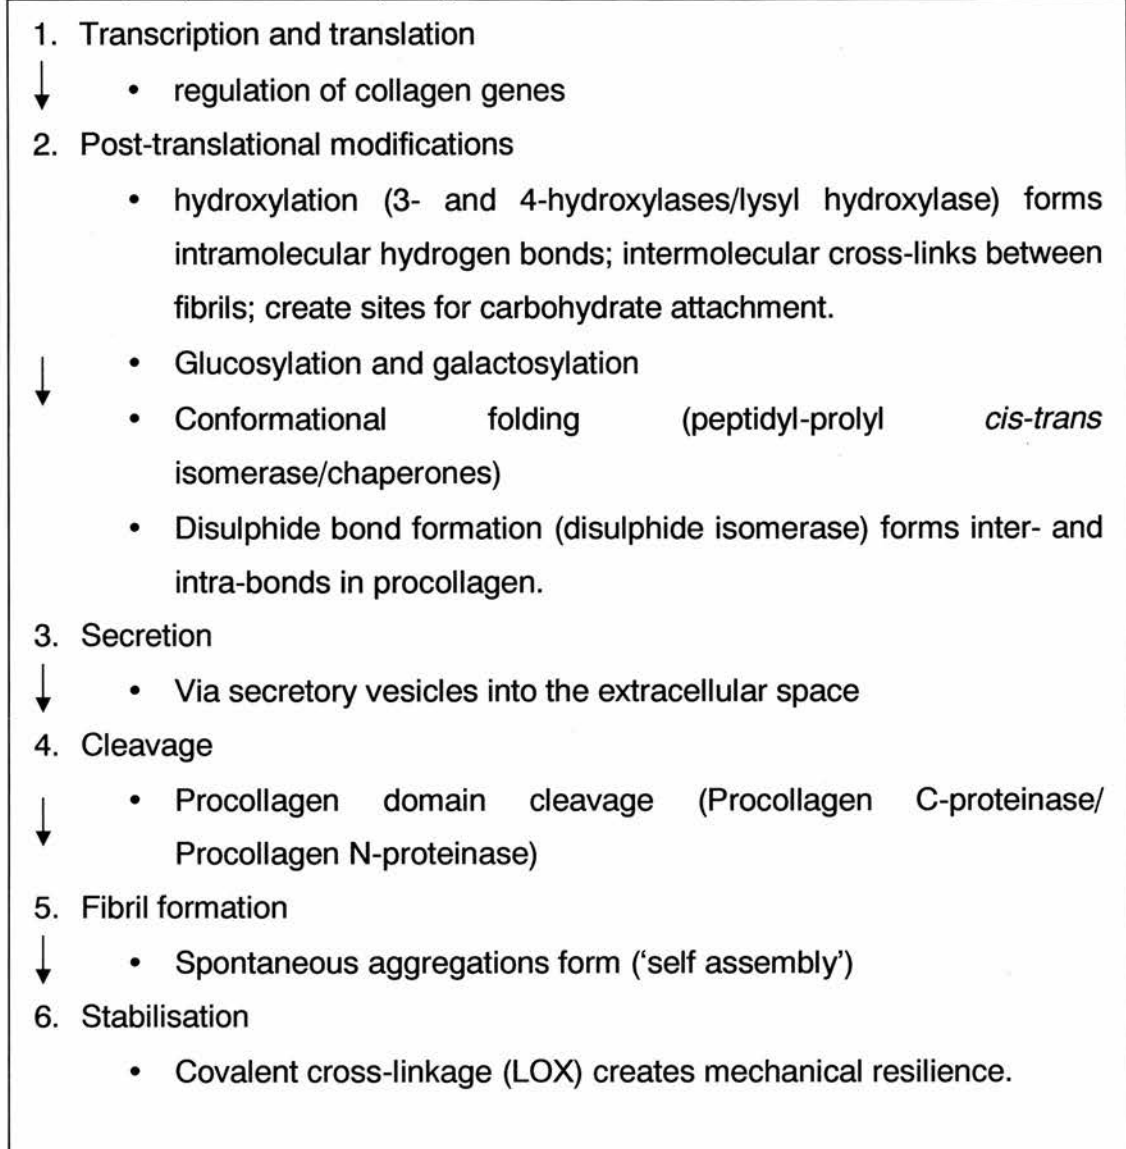 1. Transcription and translation
• regulation of collagen genes
2. Post-translational modifications
• hydroxylation (3- and 4-hydroxylases/lysyl hydroxylase) forms
intramolecular hydrogen bonds; intermolecular cross-links between
fibrils; create sites for carbohydrate attachment.
• Glucosylation and galactosylation
• Conformational folding (peptidyl-prolyl cis-trans
isomerase/chaperones)
• Disulphide bond formation (disulphide isomerase) forms inter- and
intra-bonds in procollagen.
3. Secretion
• Via secretory vesicles into the extracellular space
4. Cleavage
• Procollagen domain cleavage (Procollagen C-proteinase/
Procollagen N-proteinase)
5. Fibril formation
• Spontaneous aggregations form (‘self assembly’)
6. Stabilisation
• Covalent cross-linkage (LOX) creates mechanical resilience.